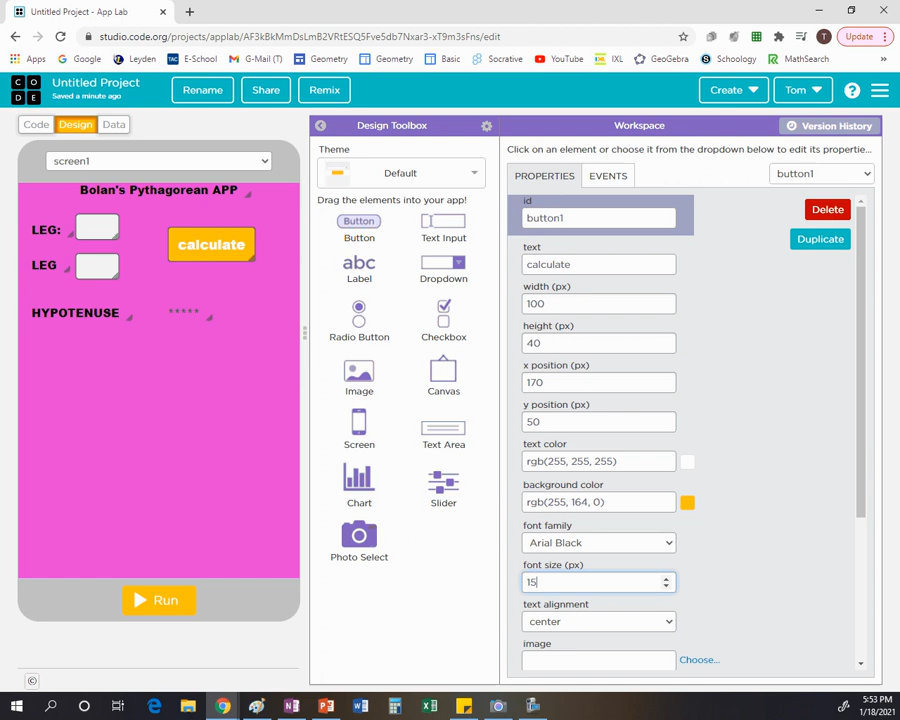 Untitled Project - App Lab
studio.code.org/projects/applab/AF3kBkMmDsLmB2VRtESQ5Fve5db7Nxar3-xT9m3sFns/edit
Update
Apps
Google
Leyden
E-School
G-Mail (T)
Geometry
Geometry
Basic
Socrative
YouTube
IXL
GeoGebra
Schoology
MathSearch
»
CO
DE
Untitled Project
Saved a minute ago
Rename
Share
Remix
Create
Tom
?
Code
Design
Data
Design Toolbox
Workspace
Version History
screen1
Theme
Default
Drag the elements into your app!
Button
Button
Text Input
abc
Label
Dropdown
Radio Button
Checkbox
Image
Canvas
Screen
Text Area
Chart
Slider
Photo Select
Bolan's Pythagorean APP
LEG:
calculate
LEG
HYPOTENUSE
*****
Run
Click on an element or choose it from the dropdown below to edit its propertie...
PROPERTIES
EVENTS
button1
id
button1
Delete
Duplicate
text
calculate
width (px)
100
height (px)
40
x position (px)
170
y position (px)
50
text color
rgb(255, 255, 255)
background color
rgb(255, 164, 0)
font family
Arial Black
font size (px)
15
text alignment
center
image
Choose...
©
5:53 PM
1/18/2021